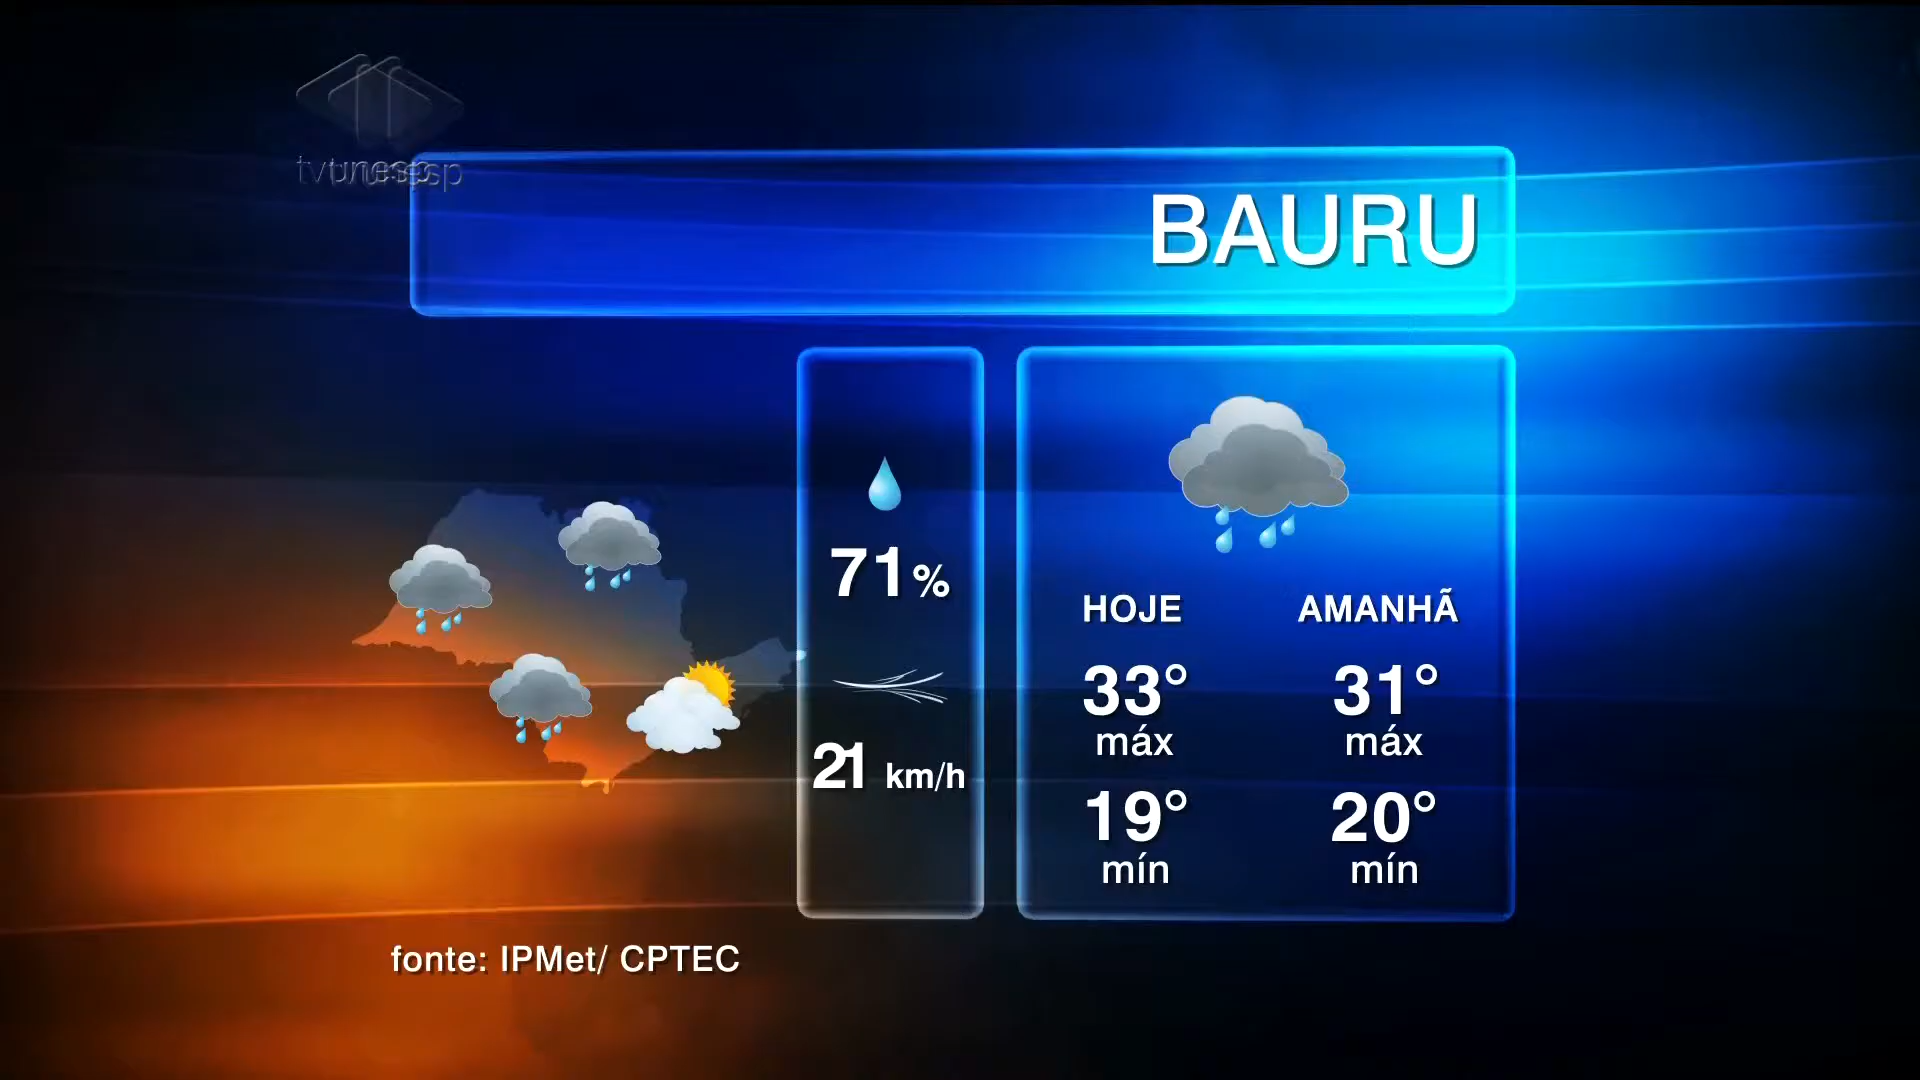 tvunesp
BAURU
71%
21 km/h
HOJE
AMANHÃ
33°
31°
máx
máx
19°
20°
mín
mín
fonte: IPMet/ CPTEC